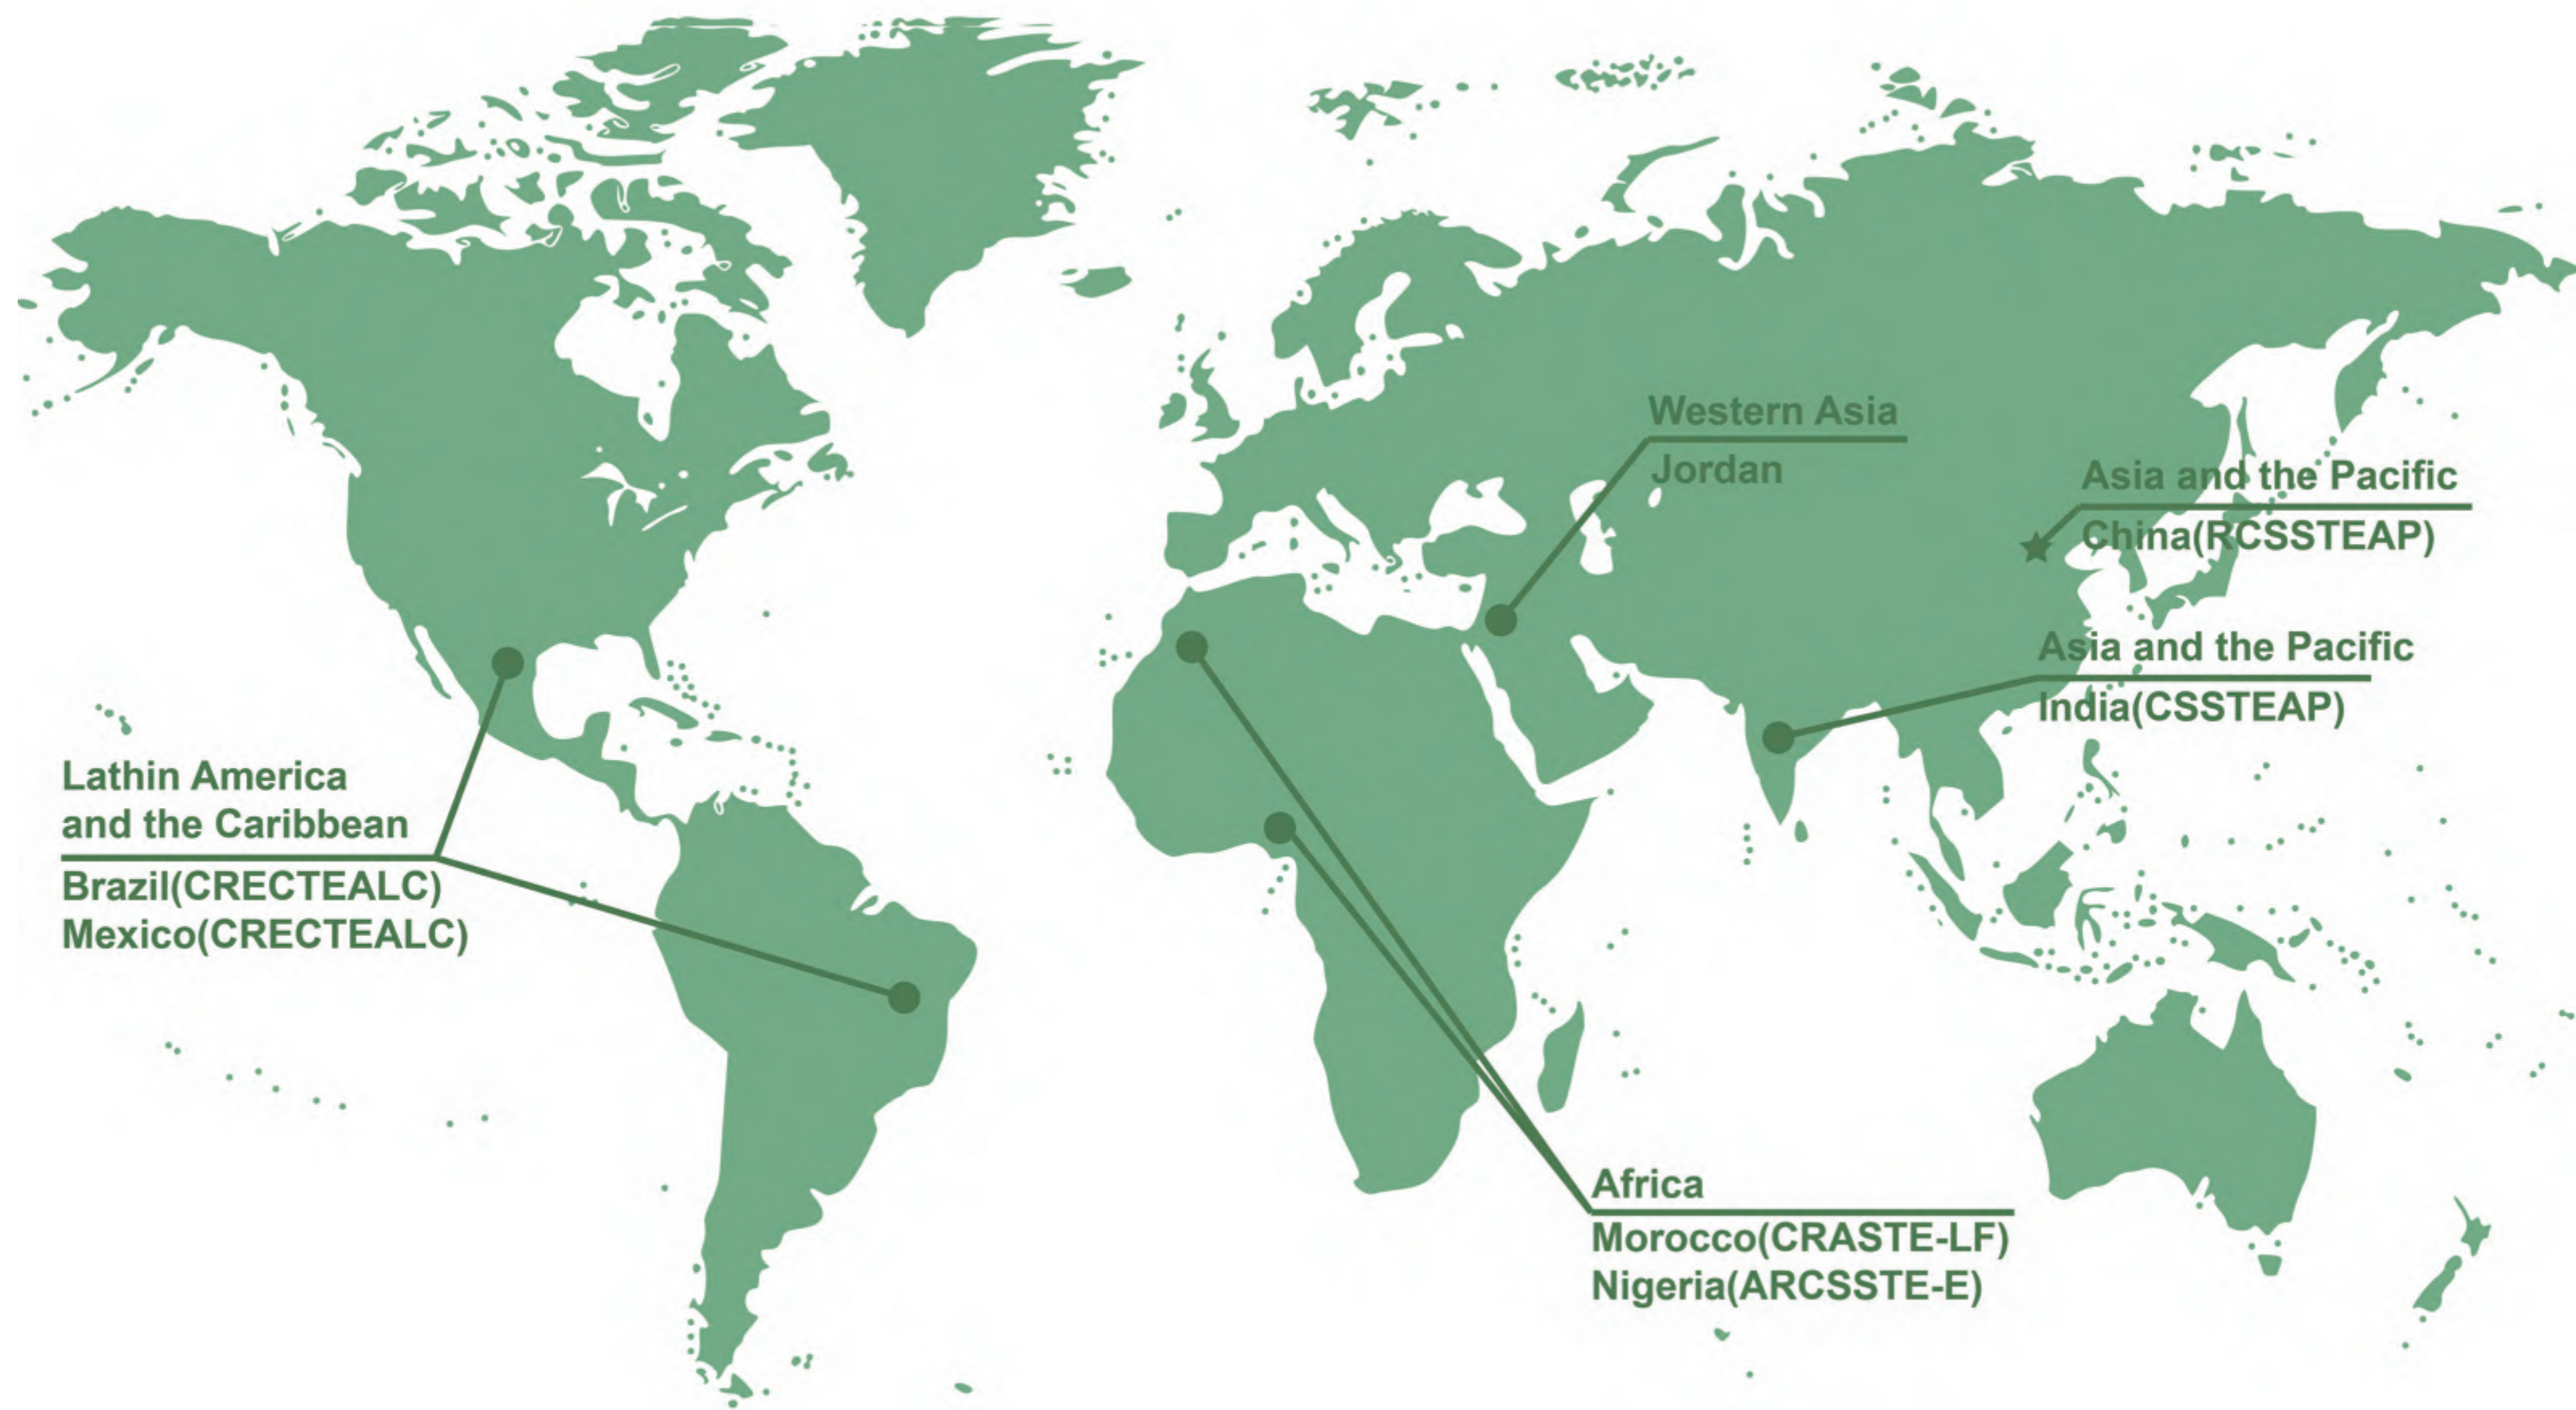 Western Asia
Jordan
Asia and the Pacific
China(RCSSTEAP)
Asia and the Pacific
India(CSSTEAP)
Lathin America
and the Caribbean
Brazil(CRECTEALC)
Mexico(CRECTEALC)
Africa
Morocco(CRASTE-LF)
Nigeria(ARCSSTE-E)